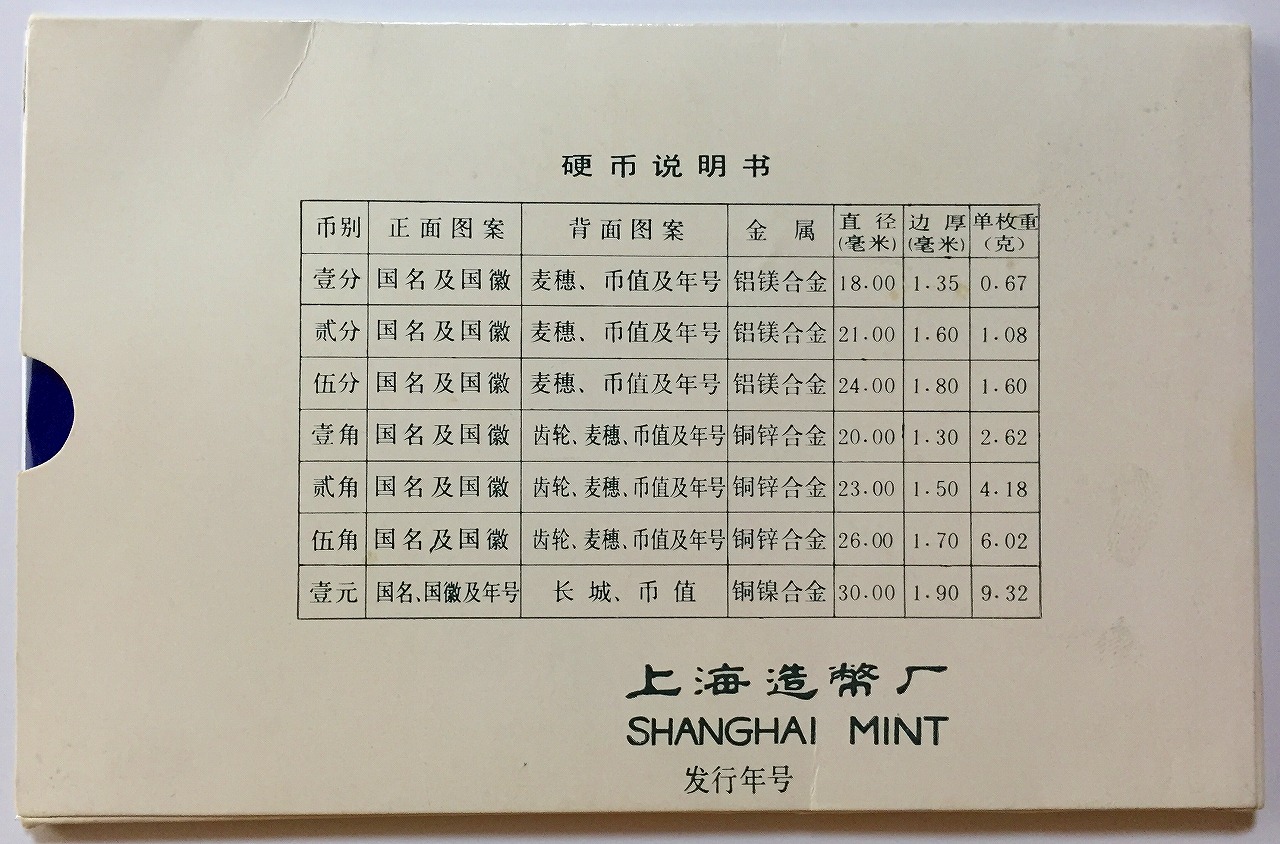 硬币说明书
币别 正面图案 背面图案 金属 直径(毫米) 边厚(毫米) 单枚重(克)
壹分 国名及国徽 麦穗、币值及年号 铝镁合金 18.00 1.35 0.67
贰分 国名及国徽 麦穗、币值及年号 铝镁合金 21.00 1.60 1.08
伍分 国名及国徽 麦穗、币值及年号 铝镁合金 24.00 1.80 1.60
壹角 国名及国徽 齿轮、麦穗、币值及年号 铜锌合金 20.00 1.30 2.62
贰角 国名及国徽 齿轮、麦穗、币值及年号 铜锌合金 23.00 1.50 4.18
伍角 国名及国徽 齿轮、麦穗、币值及年号 铜锌合金 26.00 1.70 6.02
壹元 国名、国徽及年号 长城、币值 铜镍合金 30.00 1.90 9.32
上海造幣厂
SHANGHAI MINT
发行年号